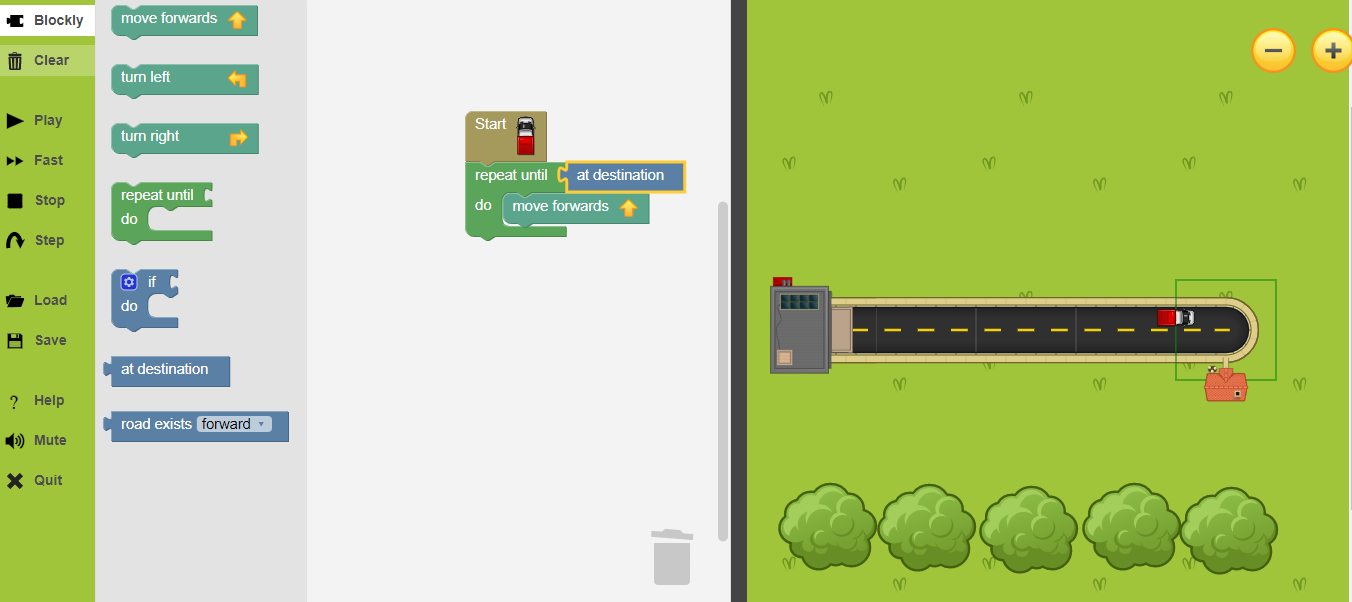 Blockly
Clear
Play
Fast
Stop
Step
Load
Save
Help
Mute
Quit
move forwards
turn left
turn right
repeat until
do
if
do
at destination
road exists forward
Start
repeat until at destination
do move forwards